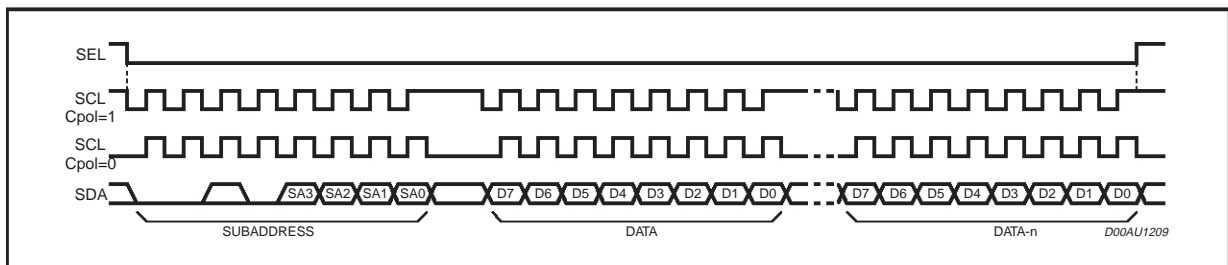 SEL
SCL
Cpol=1
SCL
Cpol=0
SDA SA3 SA2 SA1 SA0 D7 D6 D5 D4 D3 D2 D1 D0 D7 D6 D5 D4 D3 D2 D1 D0
SUBADDRESS DATA DATA-n D00AU1209